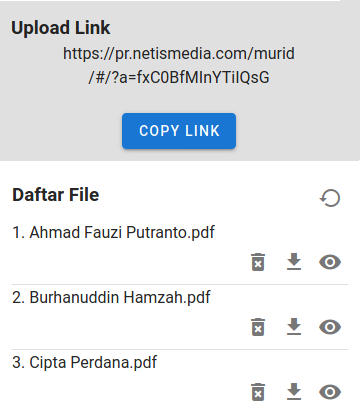 Upload Link
https://pr.netismedia.com/murid
/#/?a=fxC0BfMlnYTilQsG
COPY LINK
Daftar File
1. Ahmad Fauzi Putranto.pdf
2. Burhanuddin Hamzah.pdf
3. Cipta Perdana.pdf